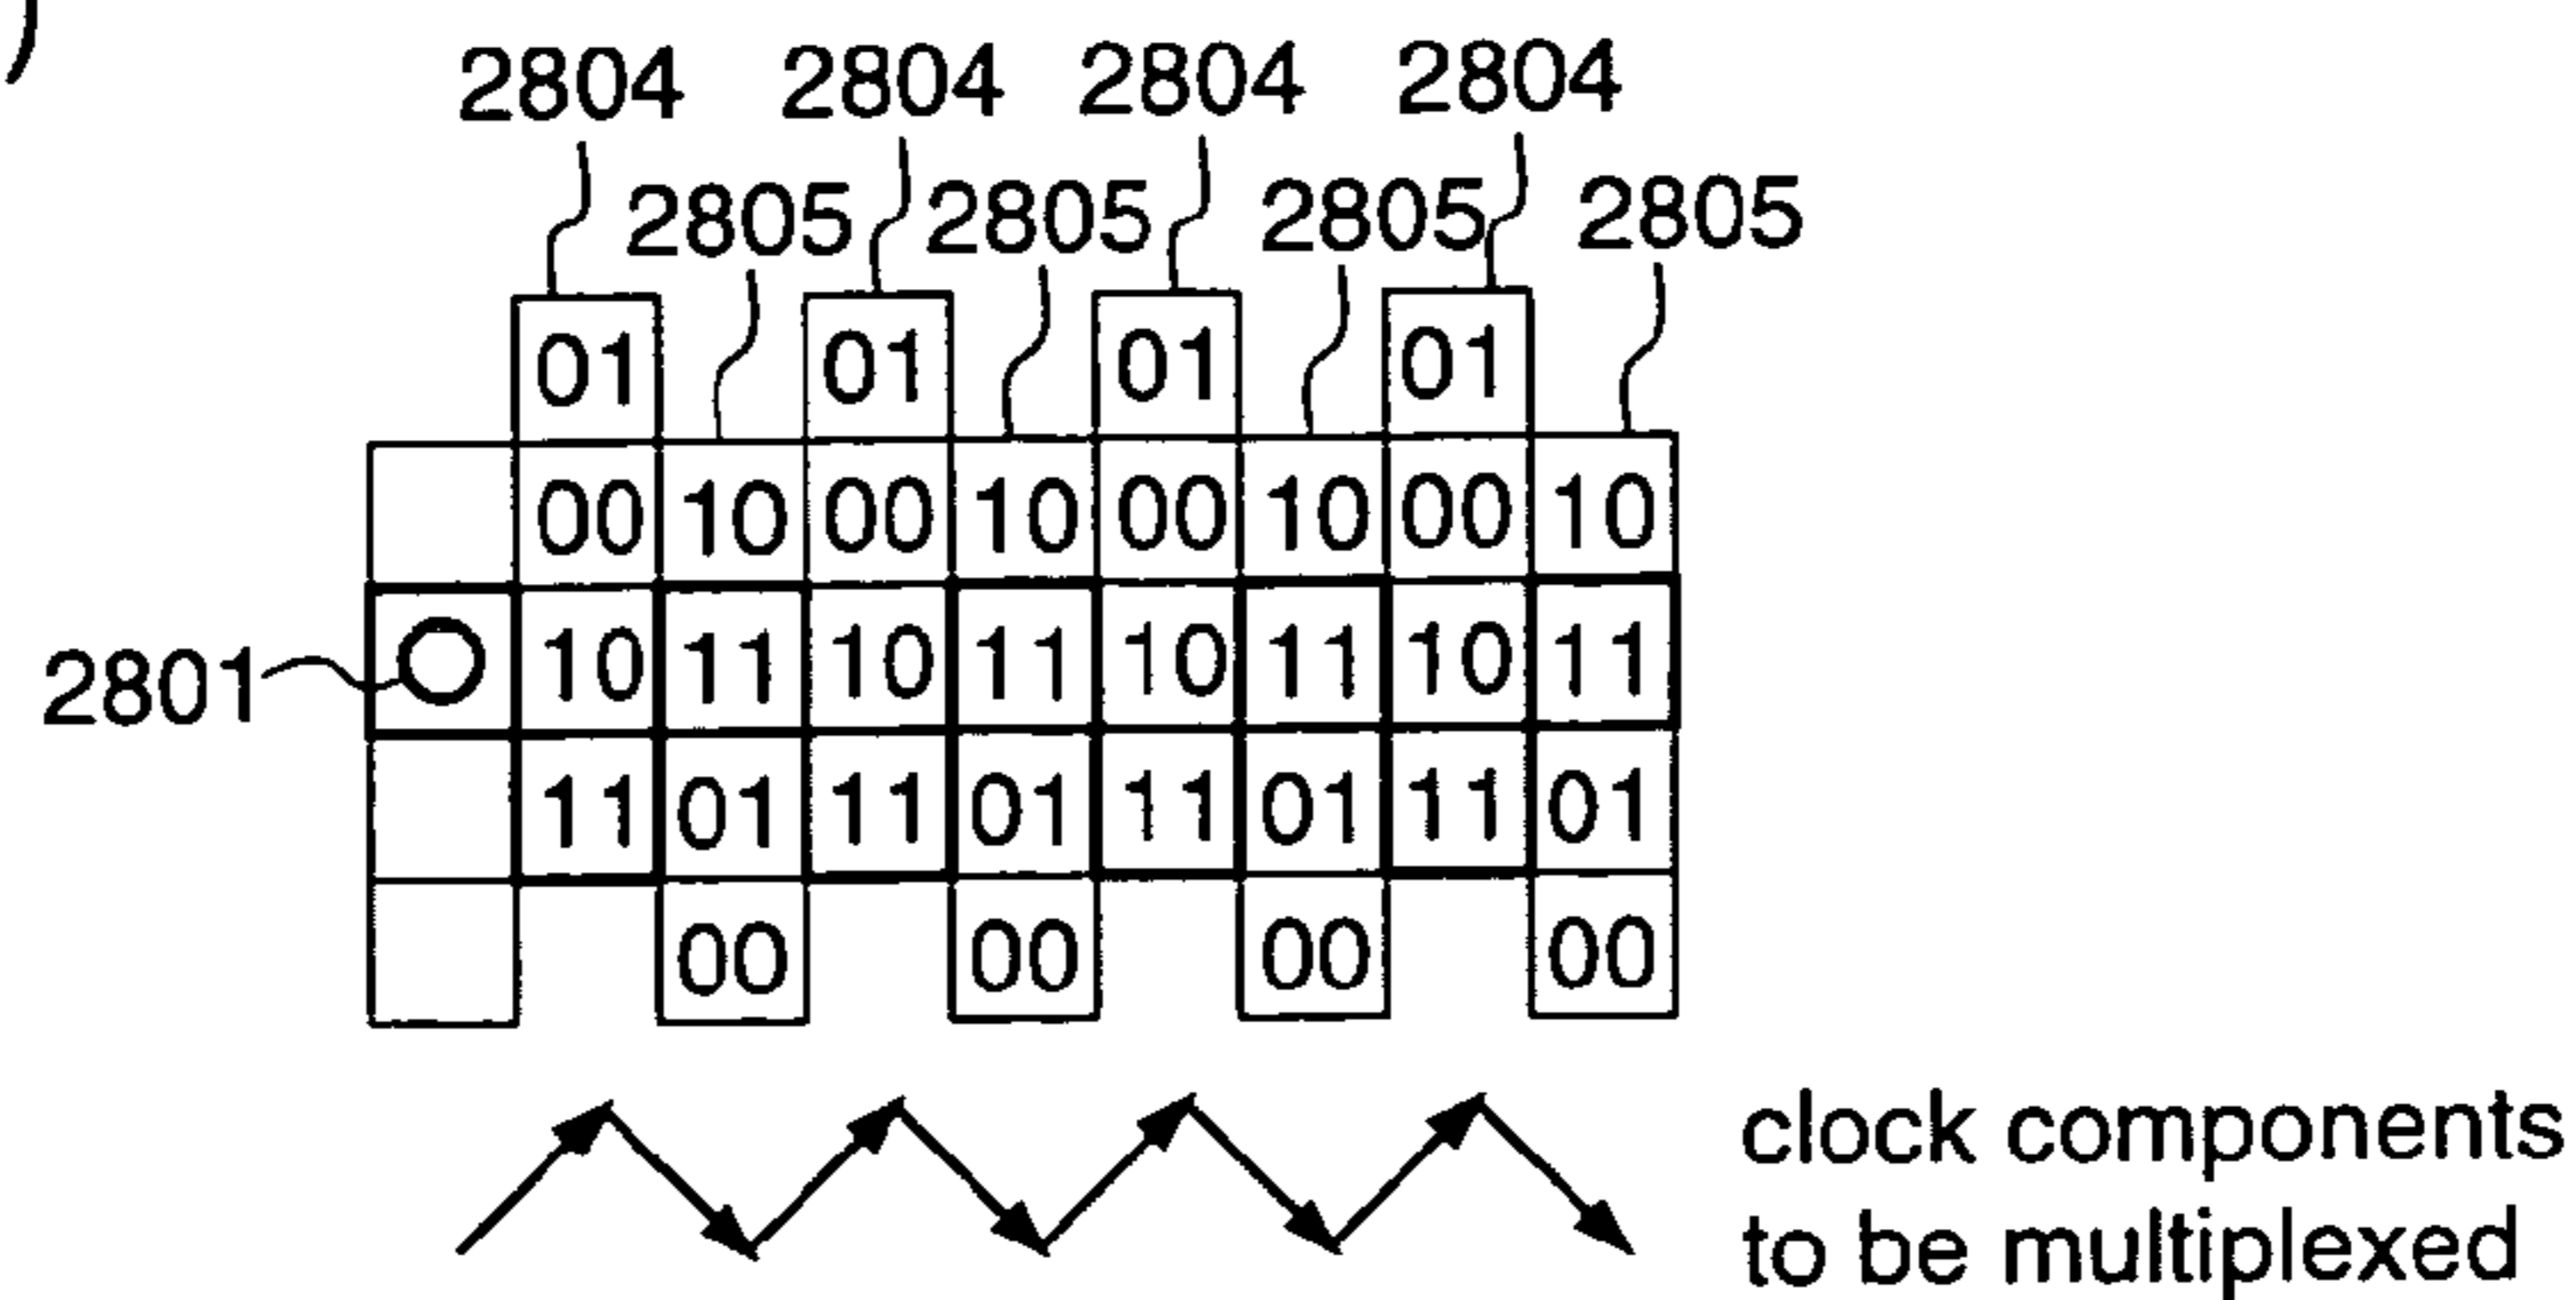 )
2804 2804 2804 2804
2805 2805 2805 2805
01 01 01 01
00 10 00 10 00 10 00 10
2801 10 11 10 11 10 11 10 11
11 01 11 01 11 01 11 01
00 00 00 00
clock components
to be multiplexed